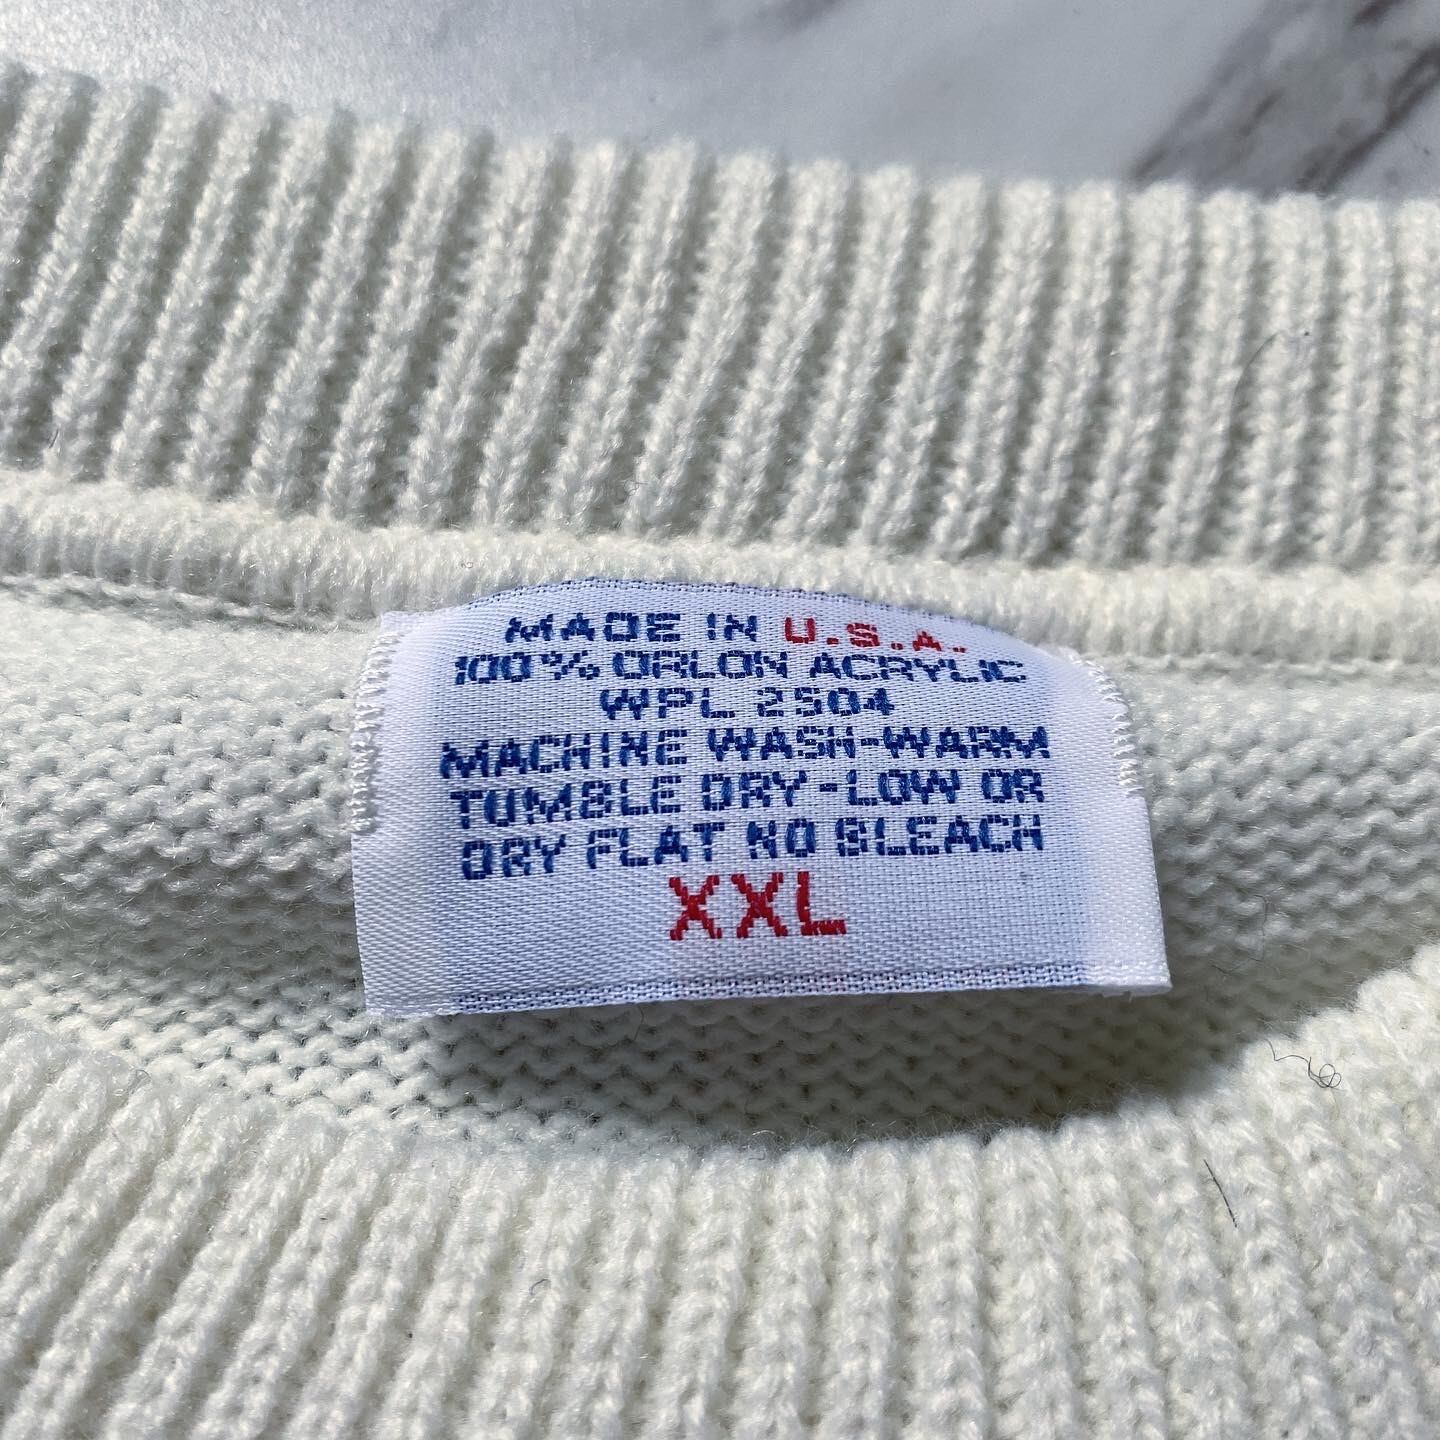 MADE IN U.S.A.
100% ORLON ACRYLIC
WPL 2504
MACHINE WASH-WARM
TUMBLE DRY-LOW OR
DRY FLAT NO BLEACH
XXL